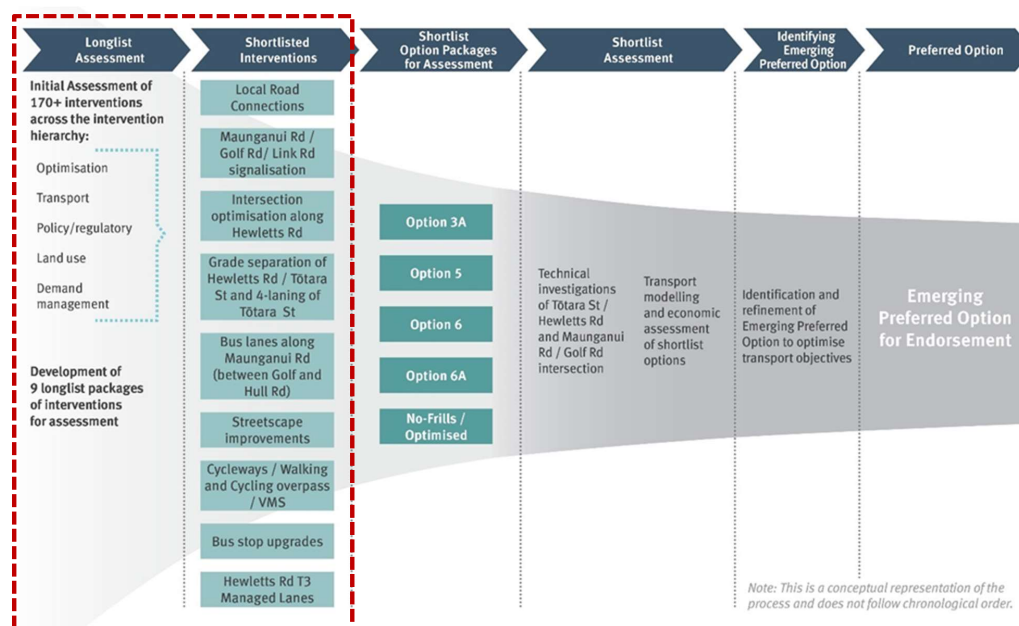 Longlist
Assessment
Shortlisted
Interventions
Shortlist
Option Packages
for Assessment
Shortlist
Assessment
Identifying
Emerging
Preferred Option
Preferred Option
Initial Assessment of
170+ interventions
across the intervention
hierarchy:
Optimisation
Transport
Policy/regulatory
Land use
Demand
management
Development of
9 longlist packages
of interventions
for assessment
Local Road
Connections
Maunganui Rd /
Golf Rd/ Link Rd
signalisation
Intersection
optimisation along
Hewletts Rd
Grade separation of
Hewletts Rd / Tōtara
St and 4-laning of
Tōtara St
Bus lanes along
Maunganui Rd
(between Golf and
Hull Rd)
Streetscape
improvements
Cycleways / Walking
and Cycling overpass
/ VMS
Bus stop upgrades
Hewletts Rd T3
Managed Lanes
Option 3A
Option 5
Option 6
Option 6A
No-Frills /
Optimised
Technical
investigations
of Tōtara St /
Hewletts Rd
and Maunganui
Rd / Golf Rd
intersection
Transport
modelling
and economic
assessment
of shortlist
options
Identification and
refinement of
Emerging Preferred
Option to optimise
transport objectives
Emerging
Preferred Option
for Endorsement
Note: This is a conceptual representation of the
process and does not follow chronological order.